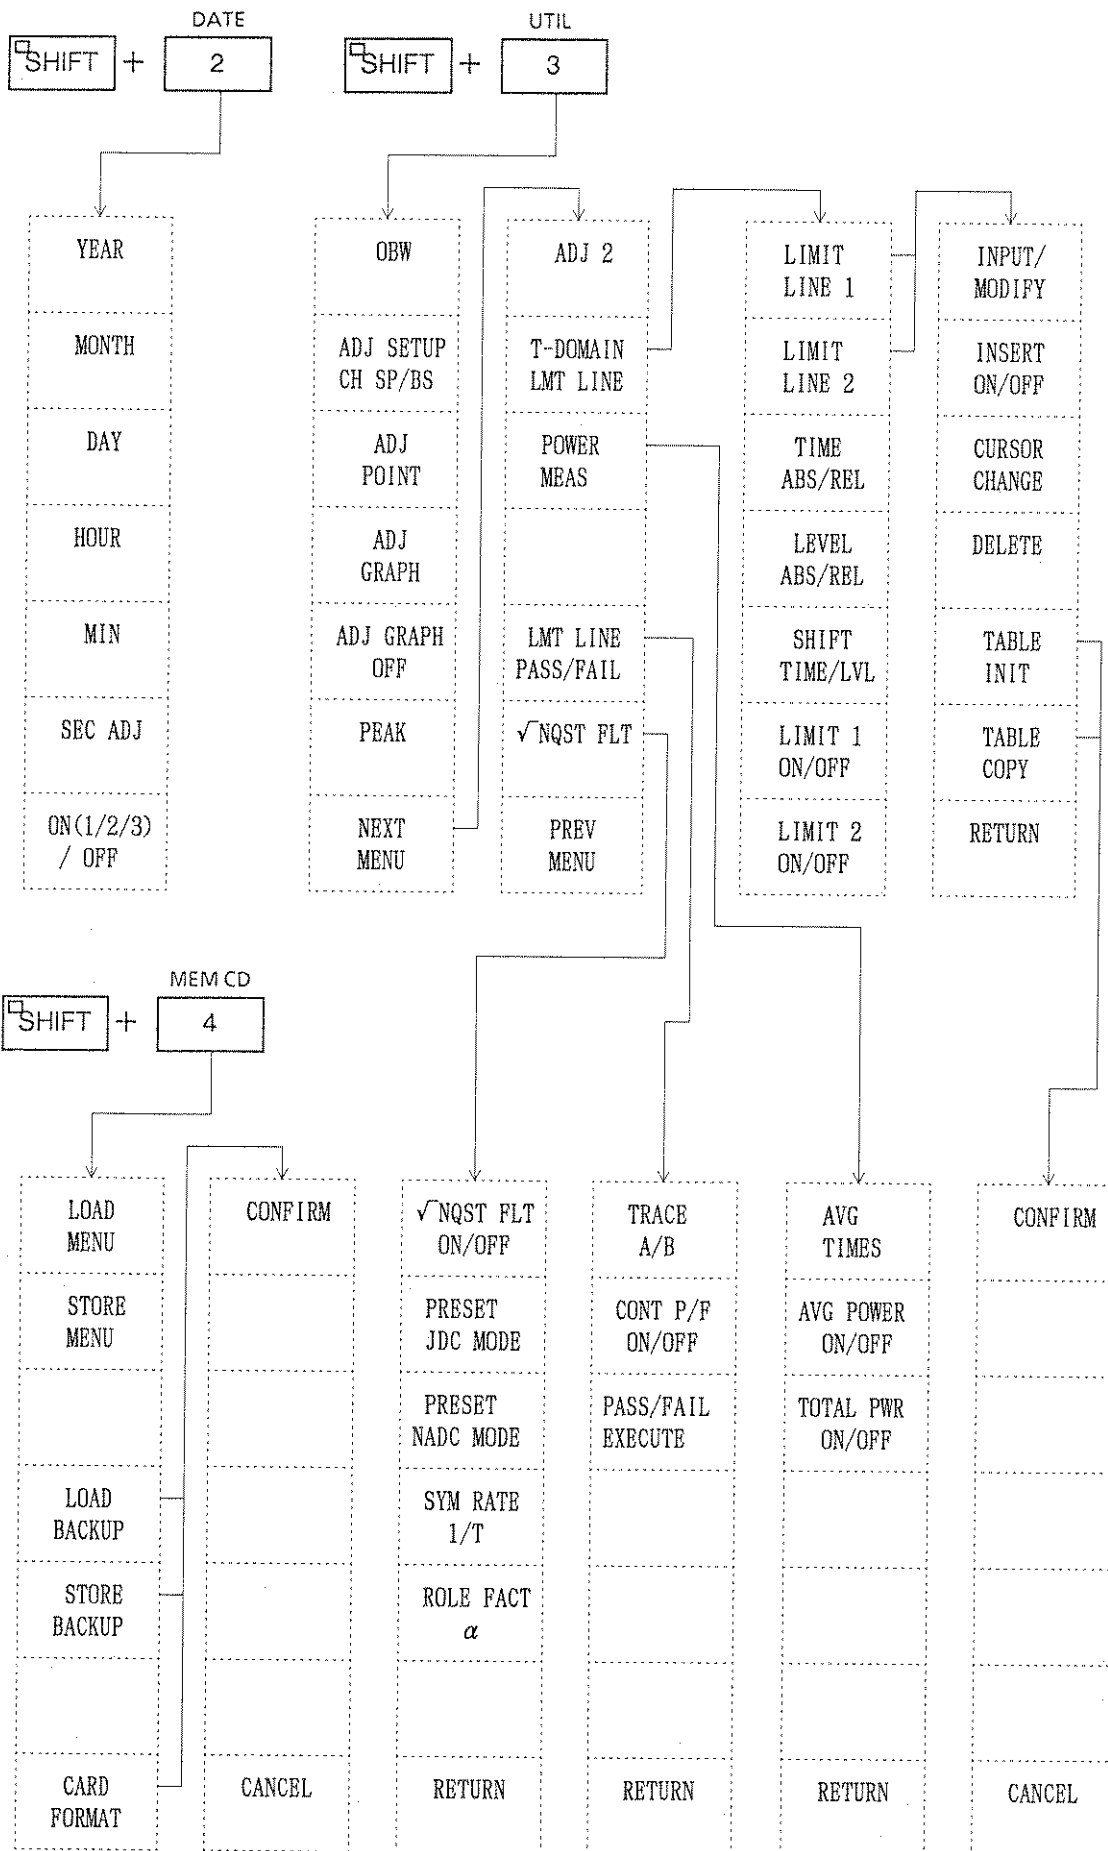 DATE
SHIFT + 2
UTIL
SHIFT + 3
YEAR
MONTH
DAY
HOUR
MIN
SEC ADJ
ON(1/2/3)
/ OFF
OBW
ADJ SETUP
CH SP/BS
ADJ
POINT
ADJ
GRAPH
ADJ GRAPH
OFF
PEAK
NEXT
MENU
ADJ 2
T-DOMAIN
LMT LINE
POWER
MEAS
LMT LINE
PASS/FAIL
√NQST FLT
PREV
MENU
LIMIT
LINE 1
LIMIT
LINE 2
TIME
ABS/REL
LEVEL
ABS/REL
SHIFT
TIME/LVL
LIMIT 1
ON/OFF
LIMIT 2
ON/OFF
INPUT/
MODIFY
INSERT
ON/OFF
CURSOR
CHANGE
DELETE
TABLE
INIT
TABLE
COPY
RETURN
MEM CD
SHIFT + 4
LOAD
MENU
STORE
MENU
LOAD
BACKUP
STORE
BACKUP
CARD
FORMAT
CONFIRM
CANCEL
√NQST FLT
ON/OFF
PRESET
JDC MODE
PRESET
NADC MODE
SYM RATE
1/T
ROLE FACT
α
RETURN
TRACE
A/B
CONT P/F
ON/OFF
PASS/FAIL
EXECUTE
RETURN
AVG
TIMES
AVG POWER
ON/OFF
TOTAL PWR
ON/OFF
RETURN
CONFIRM
CANCEL